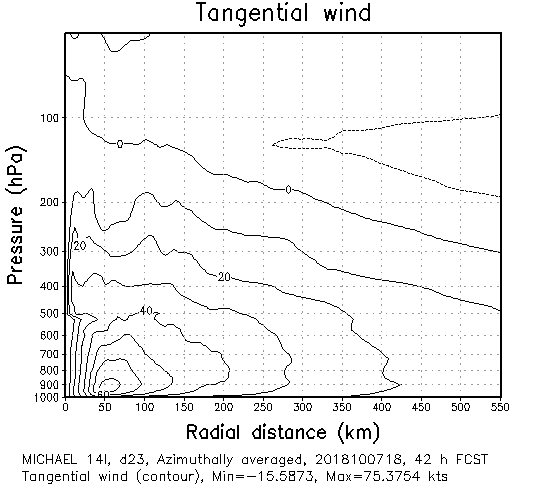 Tangential wind
Pressure (hPa)
100
200
300
400
500
600
700
800
900
1000
0
0
20
20
40
60
0 50 100 150 200 250 300 350 400 450 500 550
Radial distance (km)
MICHAEL 14l, d23, Azimuthally averaged, 2018100718, 42 h FCST
Tangential wind (contour), Min=−15.5873, Max=75.3754 kts